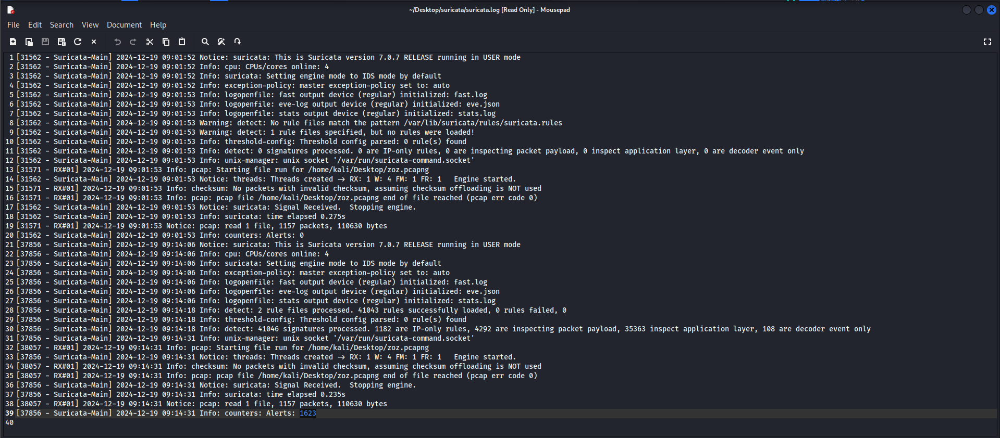 ~/Desktop/suricata/suricata.log [Read Only] - Mousepad
File Edit Search View Document Help
1 [31562 - Suricata-Main] 2024-12-19 09:01:52 Notice: suricata: This is Suricata version 7.0.7 RELEASE running in USER mode
2 [31562 - Suricata-Main] 2024-12-19 09:01:52 Info: cpu: CPUs/cores online: 4
3 [31562 - Suricata-Main] 2024-12-19 09:01:52 Info: suricata: Setting engine mode to IDS mode by default
4 [31562 - Suricata-Main] 2024-12-19 09:01:52 Info: exception-policy: master exception-policy set to: auto
5 [31562 - Suricata-Main] 2024-12-19 09:01:53 Info: logopenfile: fast output device (regular) initialized: fast.log
6 [31562 - Suricata-Main] 2024-12-19 09:01:53 Info: logopenfile: eve-log output device (regular) initialized: eve.json
7 [31562 - Suricata-Main] 2024-12-19 09:01:53 Info: logopenfile: stats output device (regular) initialized: stats.log
8 [31562 - Suricata-Main] 2024-12-19 09:01:53 Warning: detect: No rule files match the pattern /var/lib/suricata/rules/suricata.rules
9 [31562 - Suricata-Main] 2024-12-19 09:01:53 Warning: detect: 1 rule files specified, but no rules were loaded!
10 [31562 - Suricata-Main] 2024-12-19 09:01:53 Info: threshold-config: Threshold config parsed: 0 rule(s) found
11 [31562 - Suricata-Main] 2024-12-19 09:01:53 Info: detect: 0 signatures processed. 0 are IP-only rules, 0 are inspecting packet payload, 0 inspect application layer, 0 are decoder event only
12 [31562 - Suricata-Main] 2024-12-19 09:01:53 Info: unix-manager: unix socket '/var/run/suricata-command.socket'
13 [31571 - RX#01] 2024-12-19 09:01:53 Info: pcap: Starting file run for /home/kali/Desktop/zoz.pcapng
14 [31562 - Suricata-Main] 2024-12-19 09:01:53 Notice: threads: Threads created -> RX: 1 W: 4 FM: 1 FR: 1   Engine started.
15 [31571 - RX#01] 2024-12-19 09:01:53 Info: checksum: No packets with invalid checksum, assuming checksum offloading is NOT used
16 [31571 - RX#01] 2024-12-19 09:01:53 Info: pcap: pcap file /home/kali/Desktop/zoz.pcapng end of file reached (pcap err code 0)
17 [31562 - Suricata-Main] 2024-12-19 09:01:53 Notice: suricata: Signal Received.  Stopping engine.
18 [31562 - Suricata-Main] 2024-12-19 09:01:53 Info: suricata: time elapsed 0.275s
19 [31571 - RX#01] 2024-12-19 09:01:53 Notice: pcap: read 1 file, 1157 packets, 110630 bytes
20 [31562 - Suricata-Main] 2024-12-19 09:01:53 Info: counters: Alerts: 0
21 [37856 - Suricata-Main] 2024-12-19 09:14:06 Notice: suricata: This is Suricata version 7.0.7 RELEASE running in USER mode
22 [37856 - Suricata-Main] 2024-12-19 09:14:06 Info: cpu: CPUs/cores online: 4
23 [37856 - Suricata-Main] 2024-12-19 09:14:06 Info: suricata: Setting engine mode to IDS mode by default
24 [37856 - Suricata-Main] 2024-12-19 09:14:06 Info: exception-policy: master exception-policy set to: auto
25 [37856 - Suricata-Main] 2024-12-19 09:14:06 Info: logopenfile: fast output device (regular) initialized: fast.log
26 [37856 - Suricata-Main] 2024-12-19 09:14:06 Info: logopenfile: eve-log output device (regular) initialized: eve.json
27 [37856 - Suricata-Main] 2024-12-19 09:14:06 Info: logopenfile: stats output device (regular) initialized: stats.log
28 [37856 - Suricata-Main] 2024-12-19 09:14:18 Info: detect: 2 rule files processed. 41043 rules successfully loaded, 0 rules failed, 0
29 [37856 - Suricata-Main] 2024-12-19 09:14:18 Info: threshold-config: Threshold config parsed: 0 rule(s) found
30 [37856 - Suricata-Main] 2024-12-19 09:14:18 Info: detect: 41046 signatures processed. 1182 are IP-only rules, 4292 are inspecting packet payload, 35363 inspect application layer, 108 are decoder event only
31 [37856 - Suricata-Main] 2024-12-19 09:14:31 Info: unix-manager: unix socket '/var/run/suricata-command.socket'
32 [38057 - RX#01] 2024-12-19 09:14:31 Info: pcap: Starting file run for /home/kali/Desktop/zoz.pcapng
33 [37856 - Suricata-Main] 2024-12-19 09:14:31 Notice: threads: Threads created -> RX: 1 W: 4 FM: 1 FR: 1   Engine started.
34 [38057 - RX#01] 2024-12-19 09:14:31 Info: checksum: No packets with invalid checksum, assuming checksum offloading is NOT used
35 [38057 - RX#01] 2024-12-19 09:14:31 Info: pcap: pcap file /home/kali/Desktop/zoz.pcapng end of file reached (pcap err code 0)
36 [37856 - Suricata-Main] 2024-12-19 09:14:31 Notice: suricata: Signal Received.  Stopping engine.
37 [37856 - Suricata-Main] 2024-12-19 09:14:31 Info: suricata: time elapsed 0.235s
38 [38057 - RX#01] 2024-12-19 09:14:31 Notice: pcap: read 1 file, 1157 packets, 110630 bytes
39 [37856 - Suricata-Main] 2024-12-19 09:14:31 Info: counters: Alerts: 1623
40